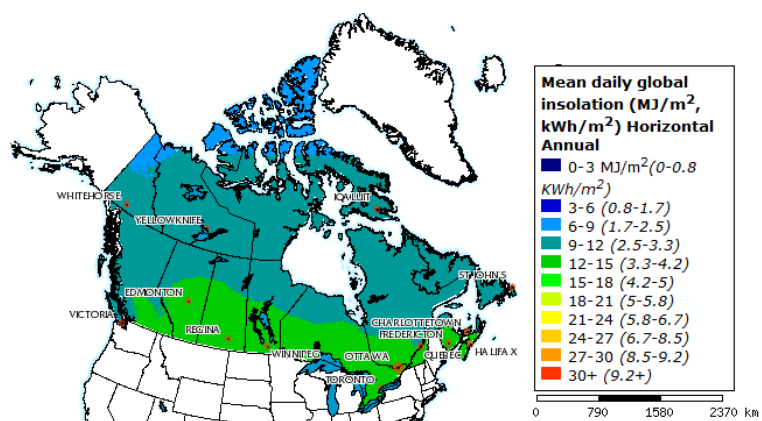 Mean daily global
insolation (MJ/m²,
kWh/m²) Horizontal
Annual
0-3 MJ/m²(0-0.8
KWh/m²)
3-6 (0.8-1.7)
6-9 (1.7-2.5)
9-12 (2.5-3.3)
12-15 (3.3-4.2)
15-18 (4.2-5)
18-21 (5-5.8)
21-24 (5.8-6.7)
24-27 (6.7-8.5)
27-30 (8.5-9.2)
30+ (9.2+)
WHITEHORSE
IQALUIT
YELLOWKNIFE
ST JOHN'S
EDMONTON
VICTORIA
CHARLOTTETOWN
REGINA
FREDERICTON
WINNIPEG
OTTAWA
QUEBEC
HALIFAX
TORONTO
0 790 1580 2370 km